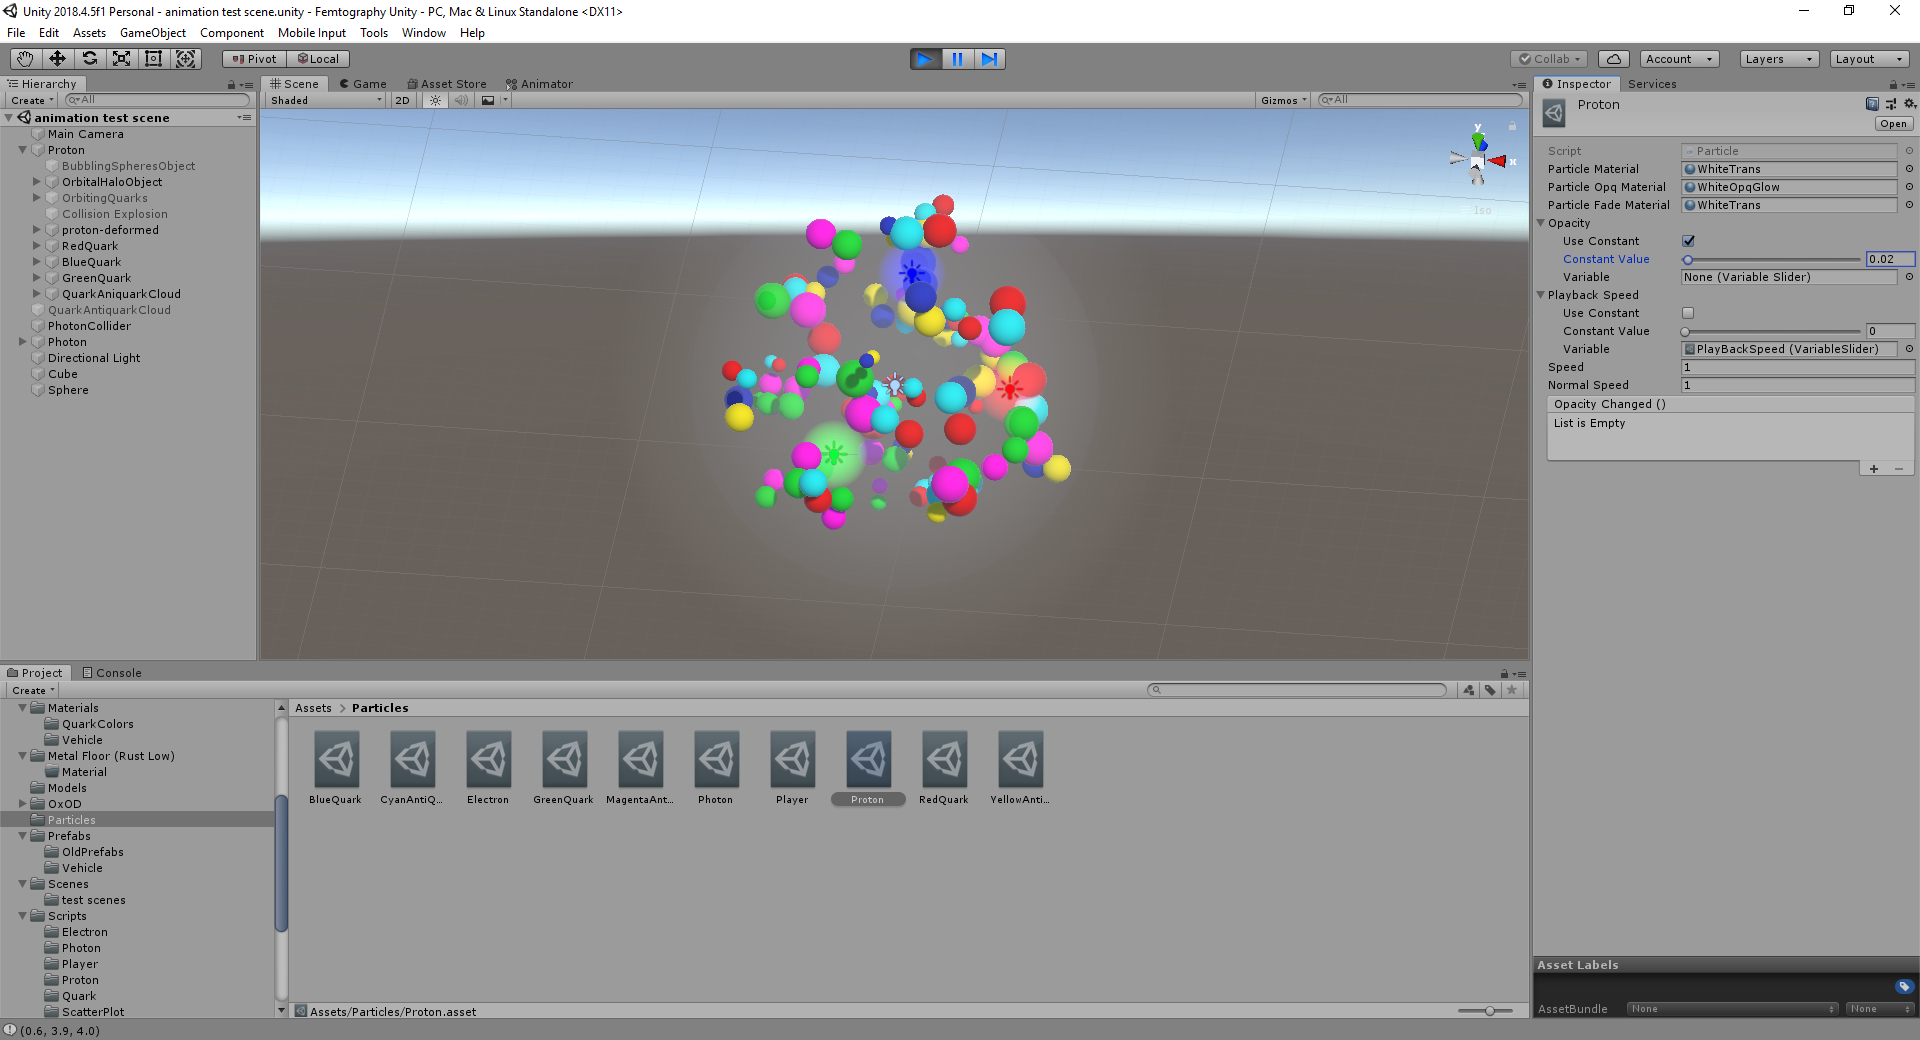 Unity 2018.4.5f1 Personal - animation test scene.unity - Femtography Unity - PC, Mac & Linux Standalone <DX11>
File Edit Assets GameObject Component Mobile Input Tools Window Help
Pivot Local Collab Account Layers Layout
Hierarchy
Create All
animation test scene
Main Camera
Proton
BubblingSpheresObject
OrbitalHaloObject
OrbitingQuarks
Collision Explosion
proton-deformed
RedQuark
BlueQuark
GreenQuark
QuarkAniquarkCloud
QuarkAntiquarkCloud
PhotonCollider
Photon
Directional Light
Cube
Sphere
Scene Game Asset Store Animator
Shaded 2D Gizmos All
y
x
Iso
Inspector Services
Proton
Open
Script Particle
Particle Material WhiteTrans
Particle Opq Material WhiteOpqGlow
Particle Fade Material WhiteTrans
Opacity
Use Constant
Constant Value 0.02
Variable None (Variable Slider)
Playback Speed
Use Constant
Constant Value 0
Variable PlayBackSpeed (VariableSlider)
Speed 1
Normal Speed 1
Opacity Changed ()
List is Empty
Project Console
Create
Materials
QuarkColors
Vehicle
Metal Floor (Rust Low)
Material
Models
OxOD
Particles
Prefabs
OldPrefabs
Vehicle
Scenes
test scenes
Scripts
Electron
Photon
Player
Proton
Quark
ScatterPlot
Assets > Particles
BlueQuark CyanAntiQ... Electron GreenQuark MagentaAnt... Photon Player Proton RedQuark YellowAnti...
Assets/Particles/Proton.asset
Asset Labels
AssetBundle None None
(0.6, 3.9, 4.0)